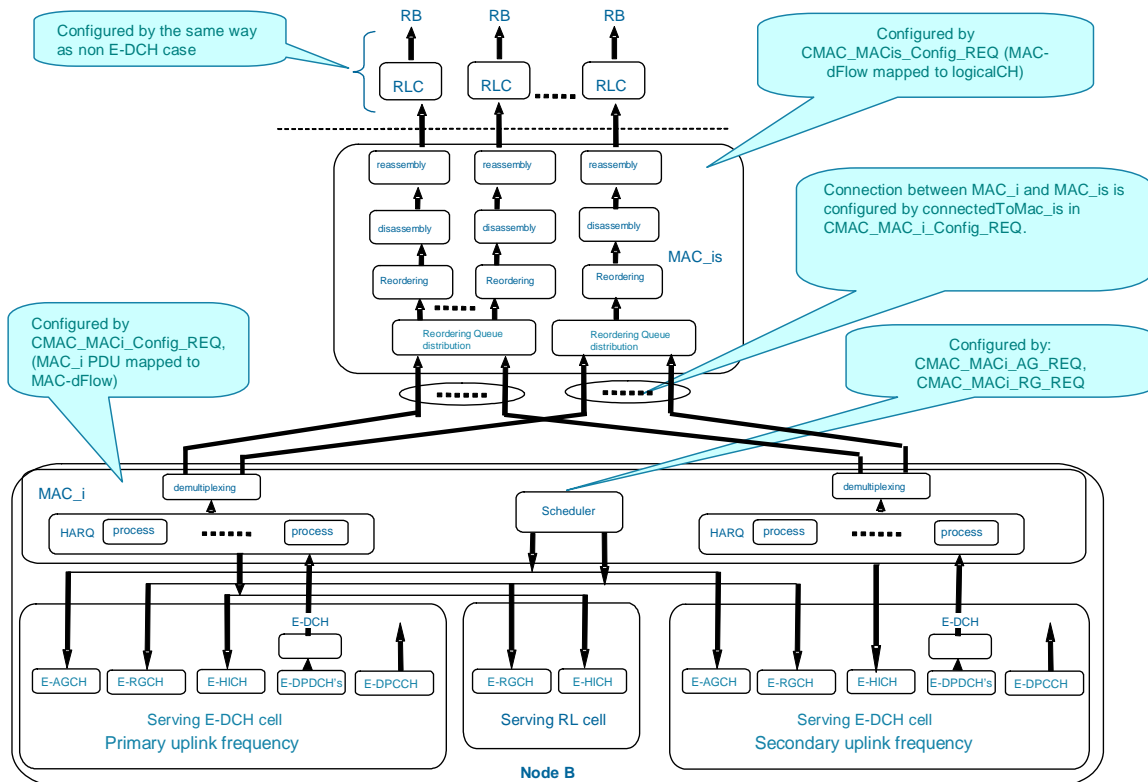 RB
RB
RB
Configured by the same way
as non E-DCH case
Configured by
CMAC_MACis_Config_REQ (MAC-
dFlow mapped to logicalCH)
RLC
RLC
RLC
reassembly
reassembly
reassembly
disassembly
disassembly
disassembly
Reordering
Reordering
Reordering
MAC_is
Connection between MAC_i and MAC_is is
configured by connectedToMac_is in
CMAC_MAC_i_Config_REQ.
Reordering Queue
distribution
Reordering Queue
distribution
Configured by
CMAC_MACi_Config_REQ,
(MAC_i PDU mapped to
MAC-dFlow)
Configured by:
CMAC_MACi_AG_REQ,
CMAC_MACi_RG_REQ
MAC_i
demultiplexing
demultiplexing
Scheduler
HARQ
process
process
HARQ
process
process
E-DCH
E-DCH
E-AGCH
E-RGCH
E-HICH
E-DPDCH's
E-DPCCH
E-RGCH
E-HICH
E-AGCH
E-RGCH
E-HICH
E-DPDCH's
E-DPCCH
Serving E-DCH cell
Primary uplink frequency
Serving RL cell
Serving E-DCH cell
Secondary uplink frequency
Node B